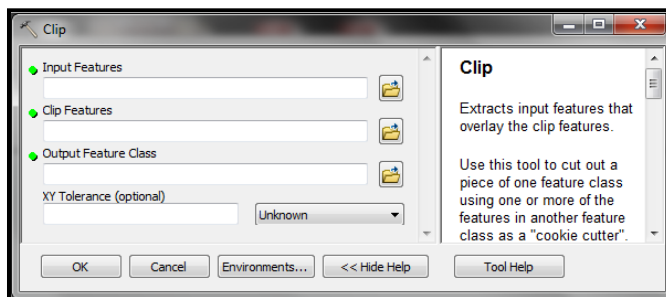 Clip
Input Features
Clip Features
Output Feature Class
XY Tolerance (optional)
Unknown
Clip
Extracts input features that
overlay the clip features.
Use this tool to cut out a
piece of one feature class
using one or more of the
features in another feature
class as a "cookie cutter".
OK
Cancel
Environments...
<< Hide Help
Tool Help